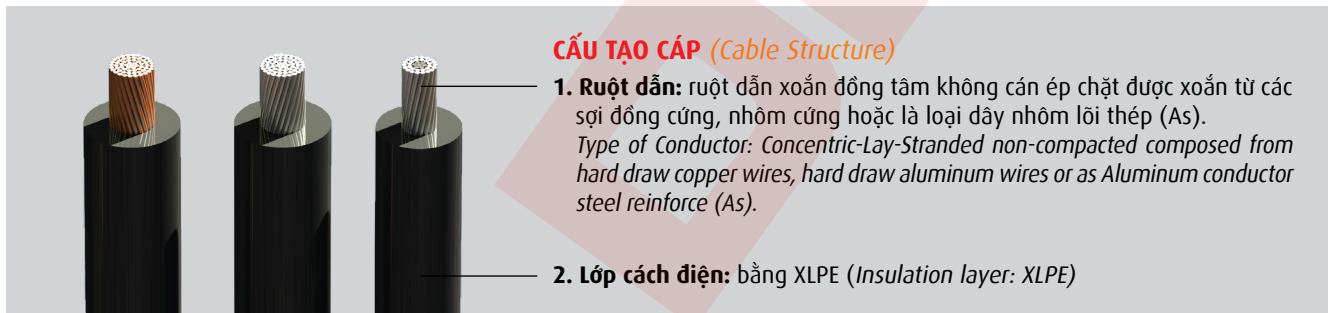 CẤU TẠO CÁP (Cable Structure)
1. Ruột dẫn: ruột dẫn xoắn đồng tâm không cán ép chặt được xoắn từ các
sợi đồng cứng, nhôm cứng hoặc là loại dây nhôm lõi thép (As).
Type of Conductor: Concentric-Lay-Stranded non-compacted composed from
hard draw copper wires, hard draw aluminum wires or as Aluminum conductor
steel reinforce (As).
2. Lớp cách điện: bằng XLPE (Insulation layer: XLPE)